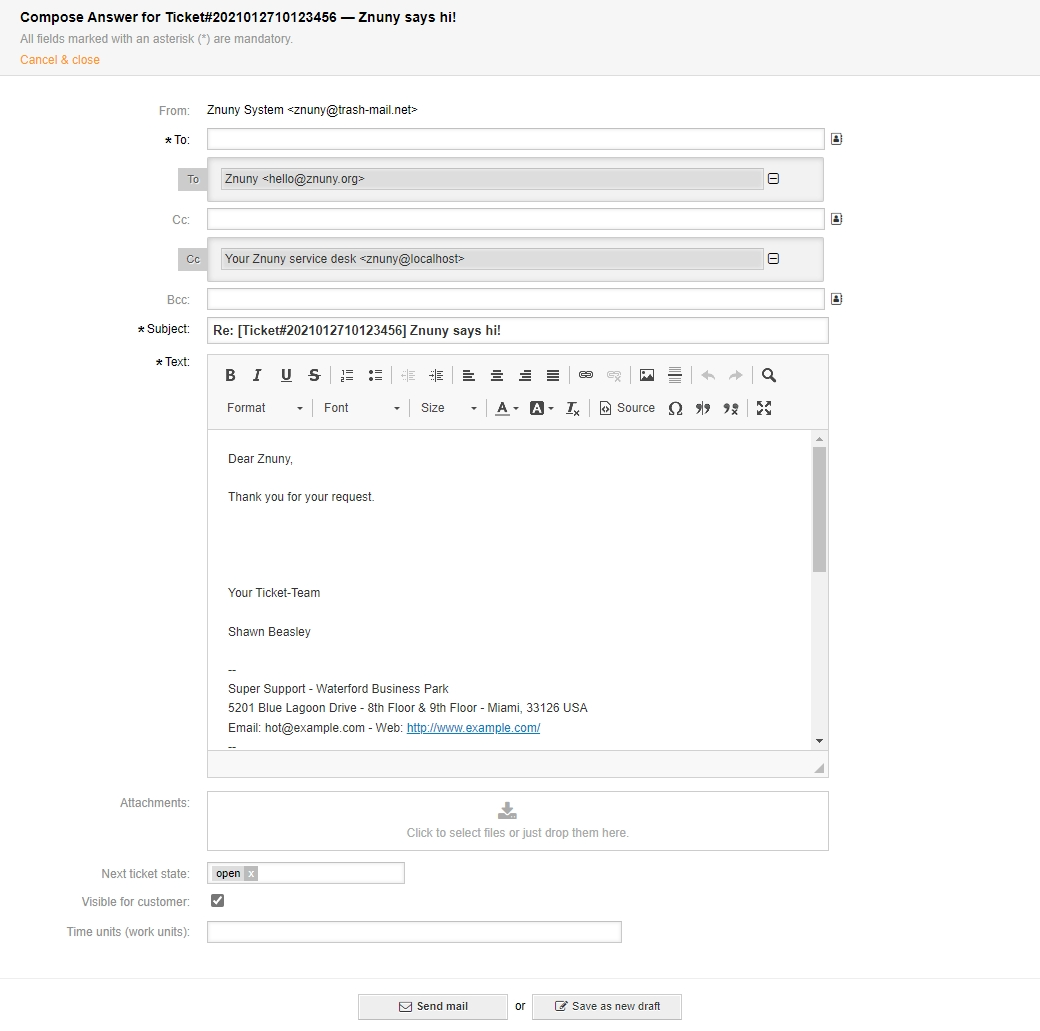 Compose Answer for Ticket#2021012710123456 — Znuny says hi!
All fields marked with an asterisk (*) are mandatory.
Cancel & close
From: Znuny System <znuny@trash-mail.net>
* To:
To Znuny <hello@znuny.org>
Cc:
Cc Your Znuny service desk <znuny@localhost>
Bcc:
* Subject: Re: [Ticket#2021012710123456] Znuny says hi!
* Text:
B I U S
Format Font Size A A Tx Source Ω
Dear Znuny,
Thank you for your request.
Your Ticket-Team
Shawn Beasley
--
Super Support - Waterford Business Park
5201 Blue Lagoon Drive - 8th Floor & 9th Floor - Miami, 33126 USA
Email: hot@example.com - Web: http://www.example.com/
--
Attachments:
Click to select files or just drop them here.
Next ticket state: open x
Visible for customer:
Time units (work units):
Send mail or Save as new draft